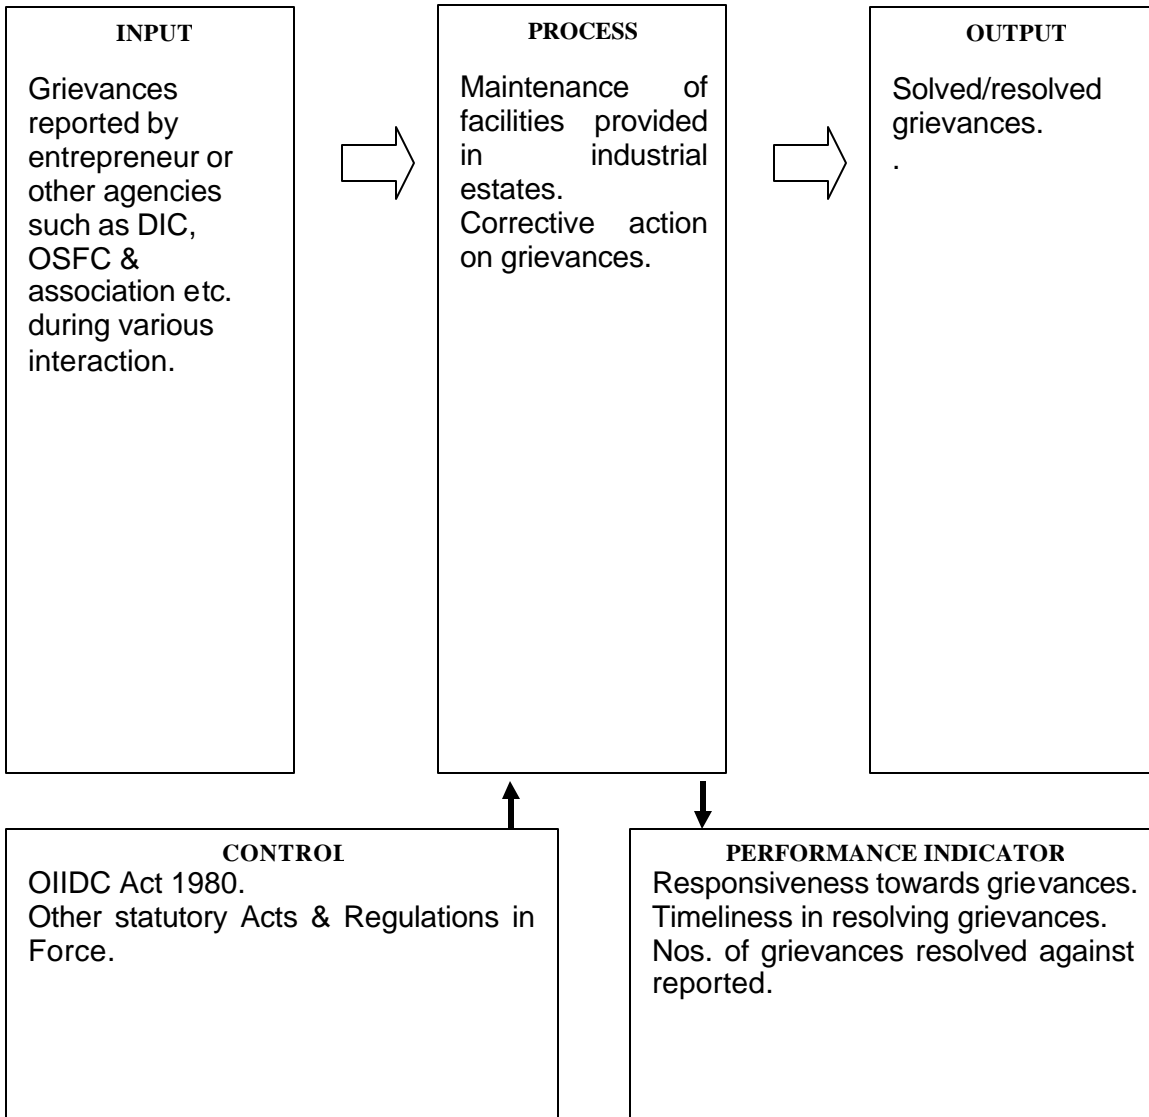 INPUT
Grievances
reported by
entrepreneur or
other agencies
such as DIC,
OSFC &
association etc.
during various
interaction.
PROCESS
Maintenance of
facilities provided
in industrial
estates.
Corrective action
on grievances.
OUTPUT
Solved/resolved
grievances.
.
CONTROL
OIIDC Act 1980.
Other statutory Acts & Regulations in
Force.
PERFORMANCE INDICATOR
Responsiveness towards grievances.
Timeliness in resolving grievances.
Nos. of grievances resolved against
reported.